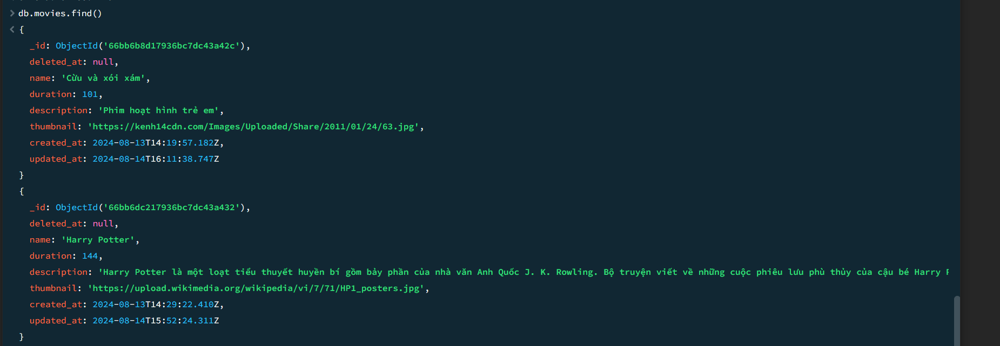 db.movies.find()
{
_id: ObjectId('66bb6b8d17936bc7dc43a42c'),
deleted_at: null,
name: 'Cừu và xói xám',
duration: 101,
description: 'Phim hoạt hình trẻ em',
thumbnail: 'https://kenh14cdn.com/Images/Uploaded/Share/2011/01/24/63.jpg',
created_at: 2024-08-13T14:19:57.182Z,
updated_at: 2024-08-14T16:11:38.747Z
}
{
_id: ObjectId('66bb6dc217936bc7dc43a432'),
deleted_at: null,
name: 'Harry Potter',
duration: 144,
description: 'Harry Potter là một loạt tiểu thuyết huyền bí gồm bảy phần của nhà văn Anh Quốc J. K. Rowling. Bộ truyện viết về những cuộc phiêu lưu phù thủy của cậu bé Harry
thumbnail: 'https://upload.wikimedia.org/wikipedia/vi/7/71/HP1_posters.jpg',
created_at: 2024-08-13T14:29:22.410Z,
updated_at: 2024-08-14T15:52:24.311Z
}